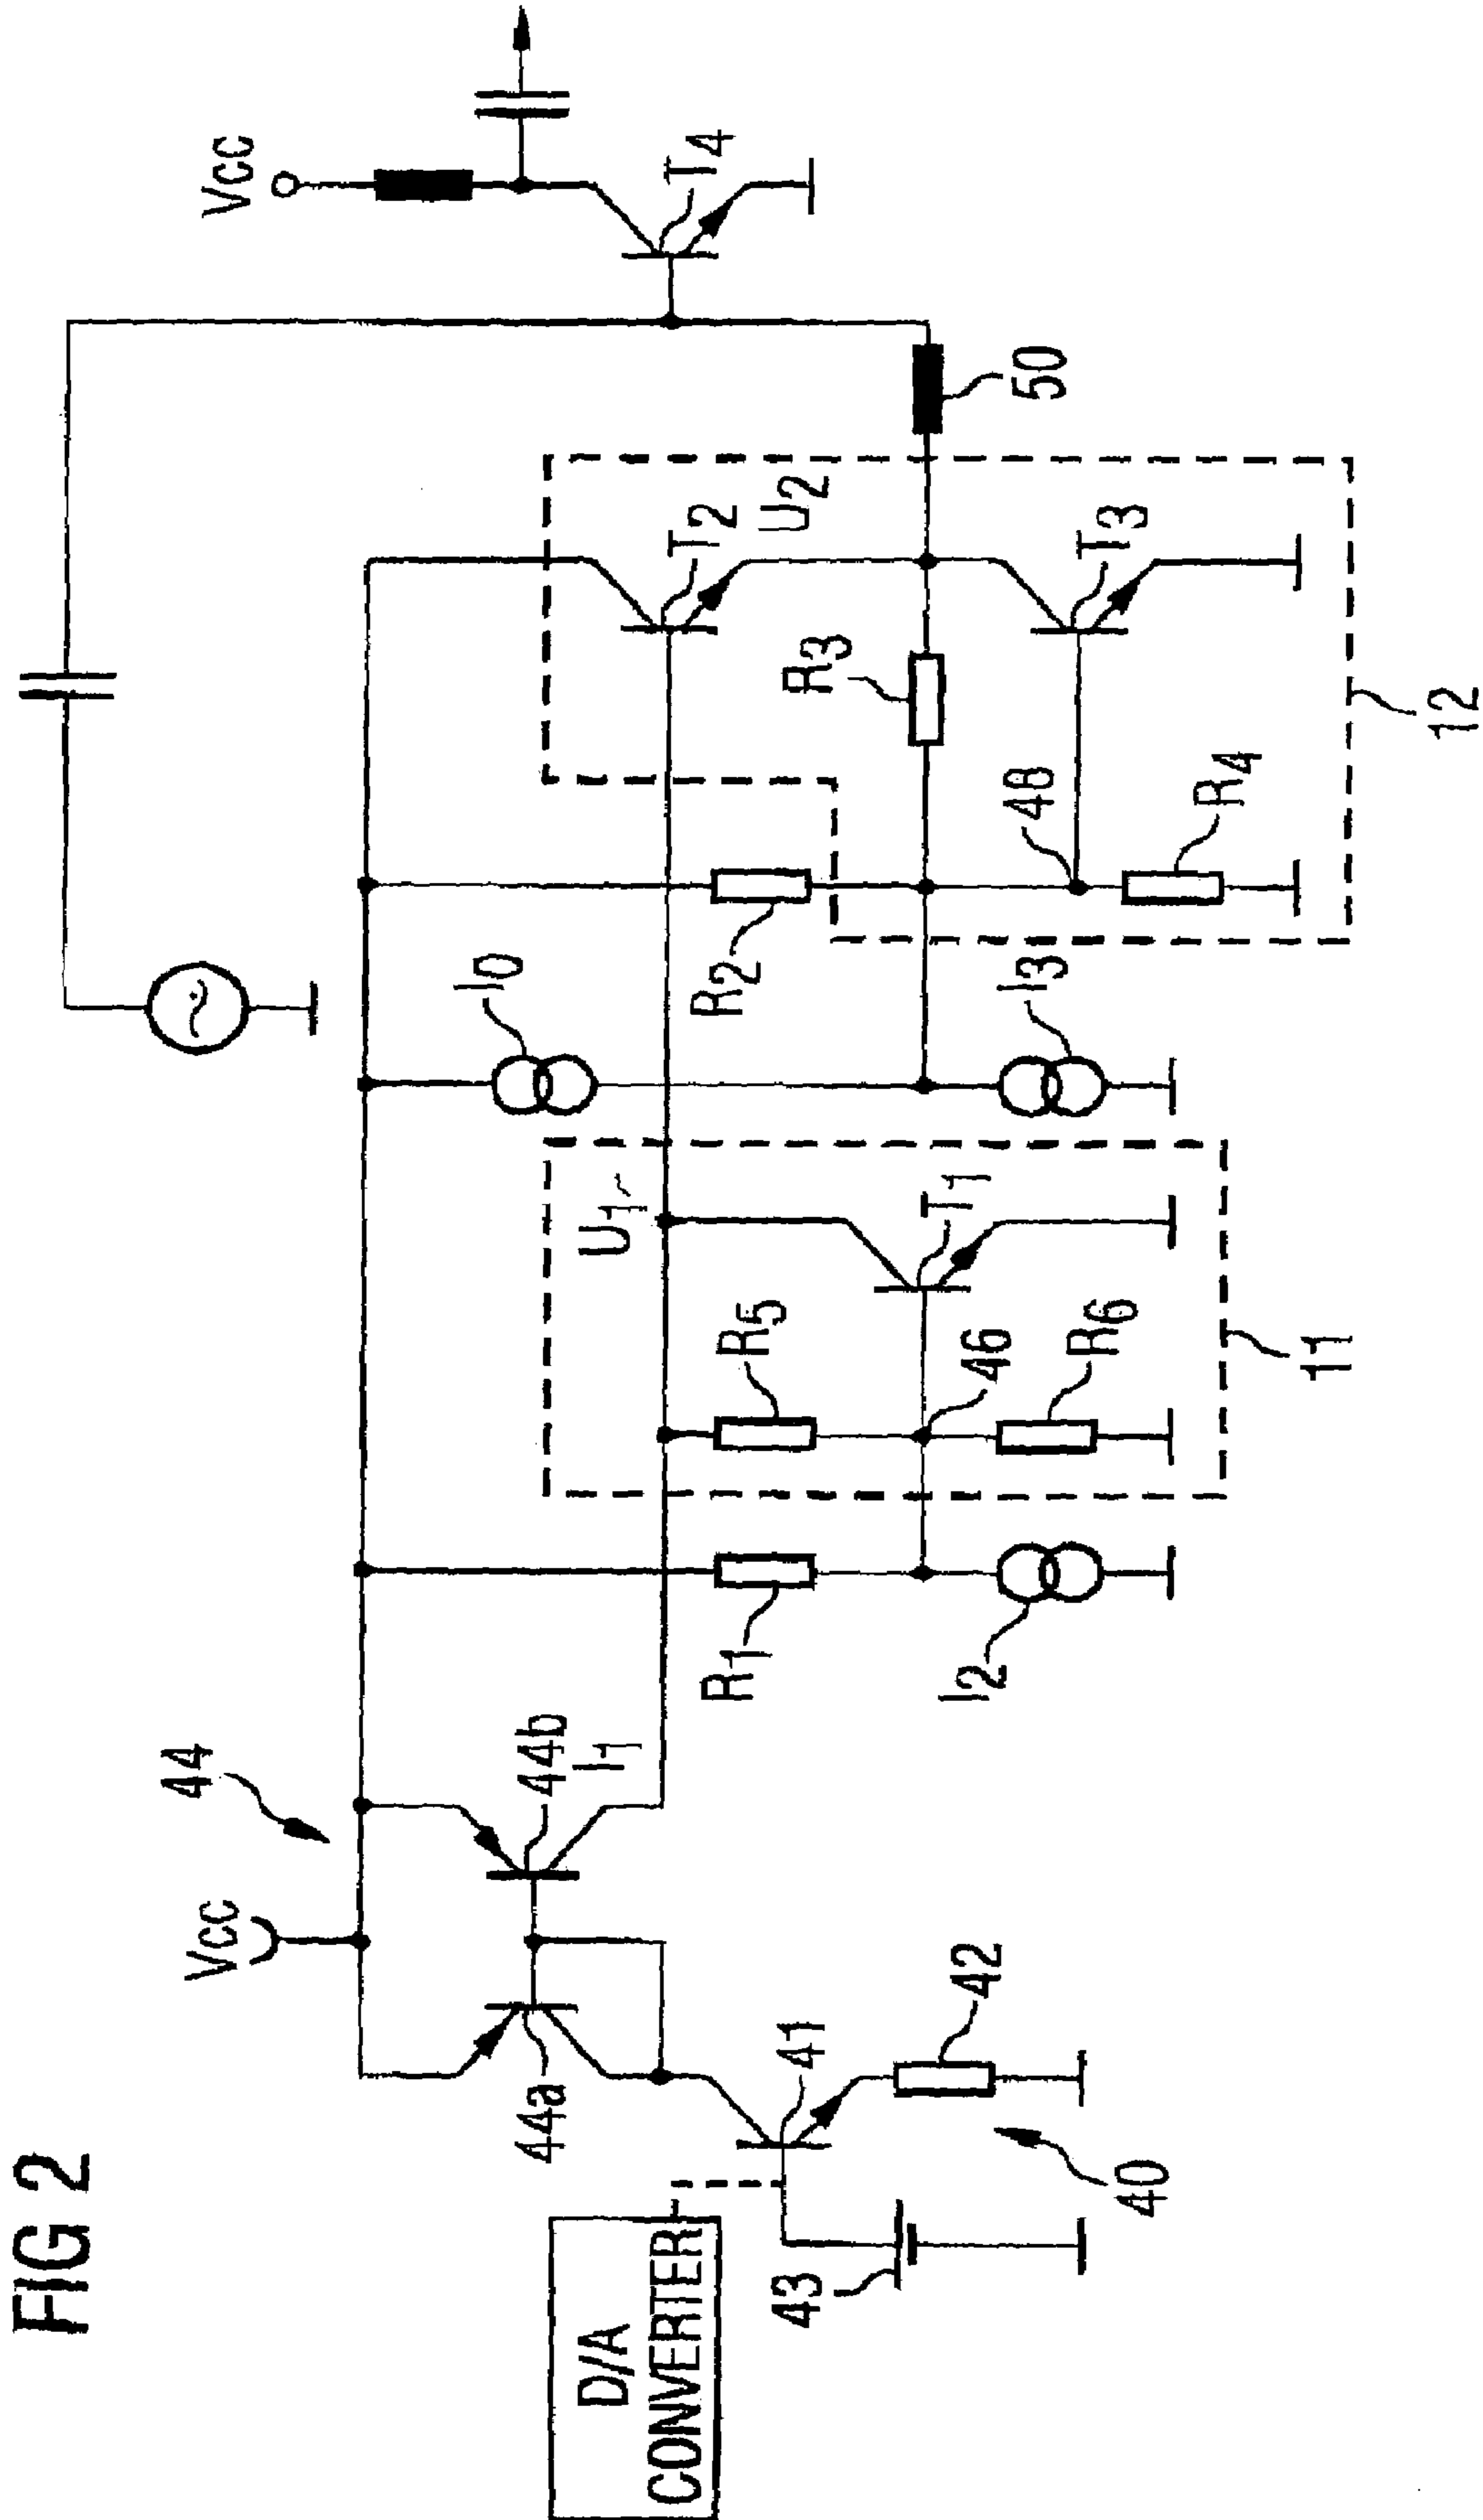 FIG 2
D/A
CONVERTER
43
40
41
42
44a
44
Vcc
44b
I1
R1
I2
R5
46
R6
11
U1
T1
I0
I3
R2
48
R4
R3
12
T2
U2
T3
50
Vcc
T4